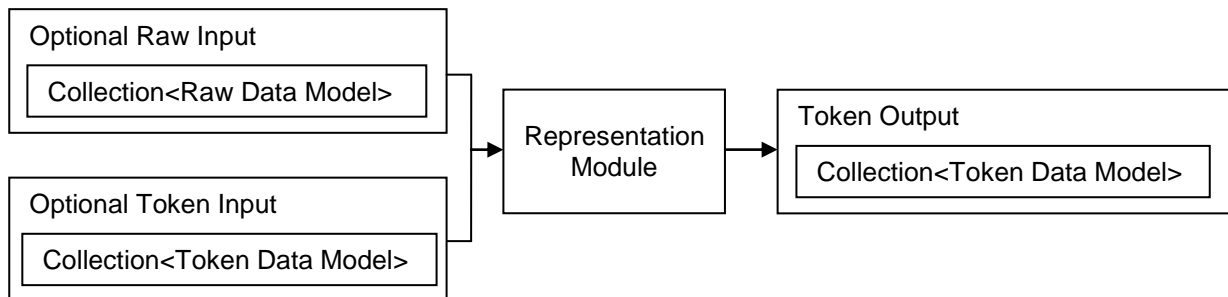 Optional Raw Input
Collection<Raw Data Model>
Optional Token Input
Collection<Token Data Model>
Representation
Module
Token Output
Collection<Token Data Model>